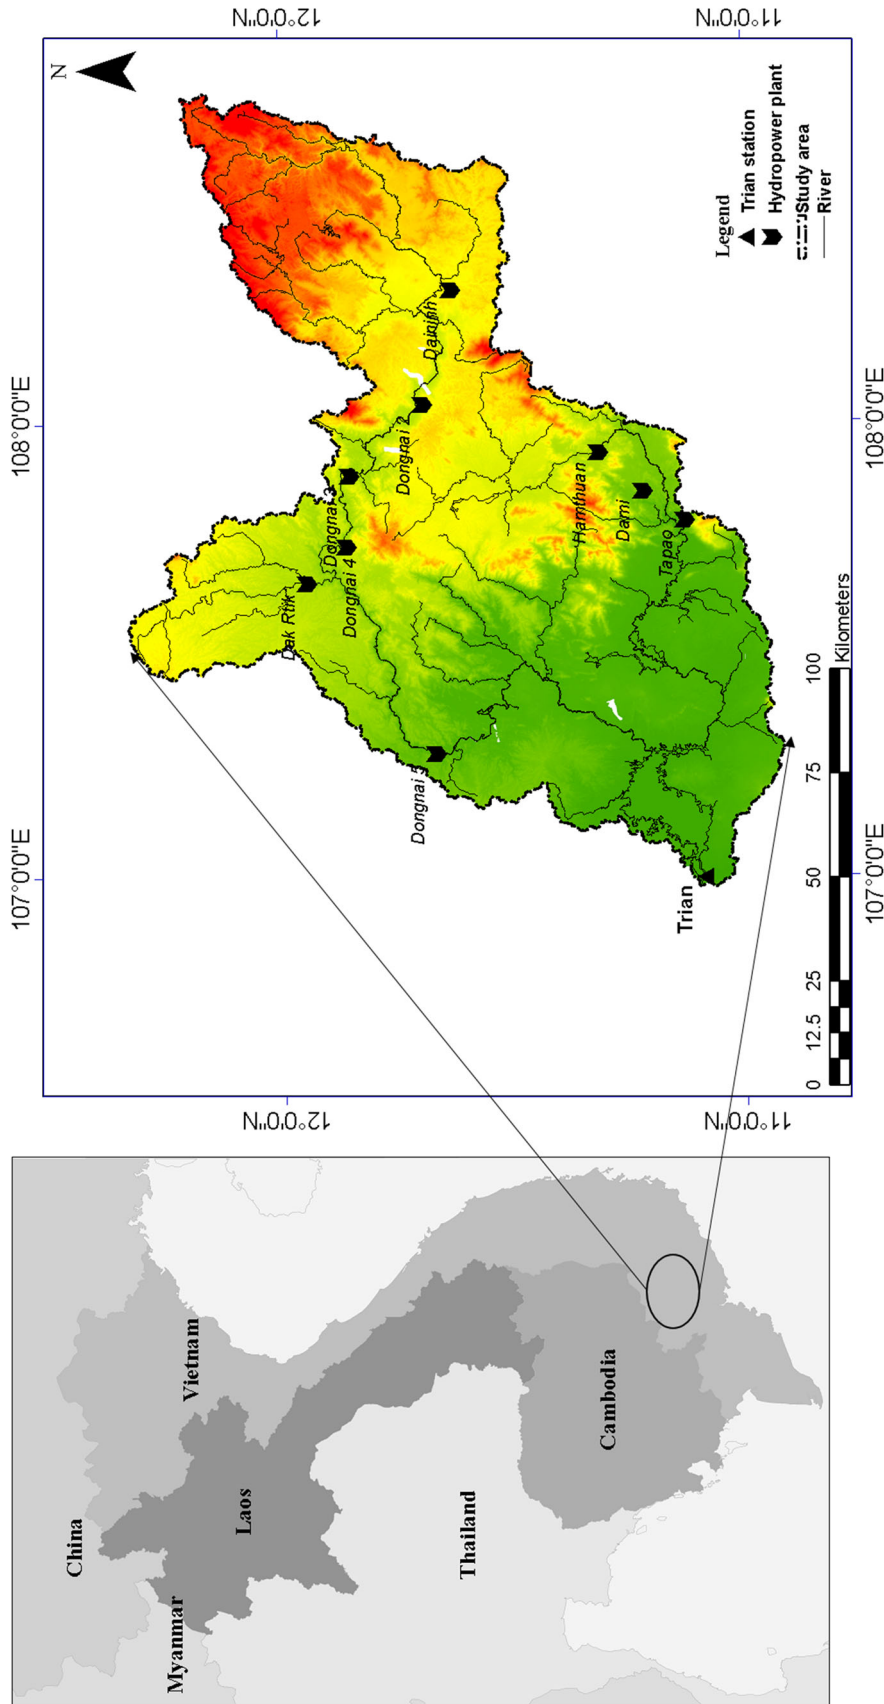 China
Myanmar
Vietnam
Laos
Thailand
Cambodia
107°0'0"E
108°0'0"E
N
12°0'0"N
12°0'0"N
11°0'0"N
11°0'0"N
Dak Rtik
Dongnai 3
Dongnai 4
Dongnai 2
Daininh
Dongnai 5
Hamthuan
Dami
Tapao
Trian
Legend
Trian station
Hydropower plant
Study area
River
0 12.5 25 50 75 100
Kilometers
107°0'0"E
108°0'0"E